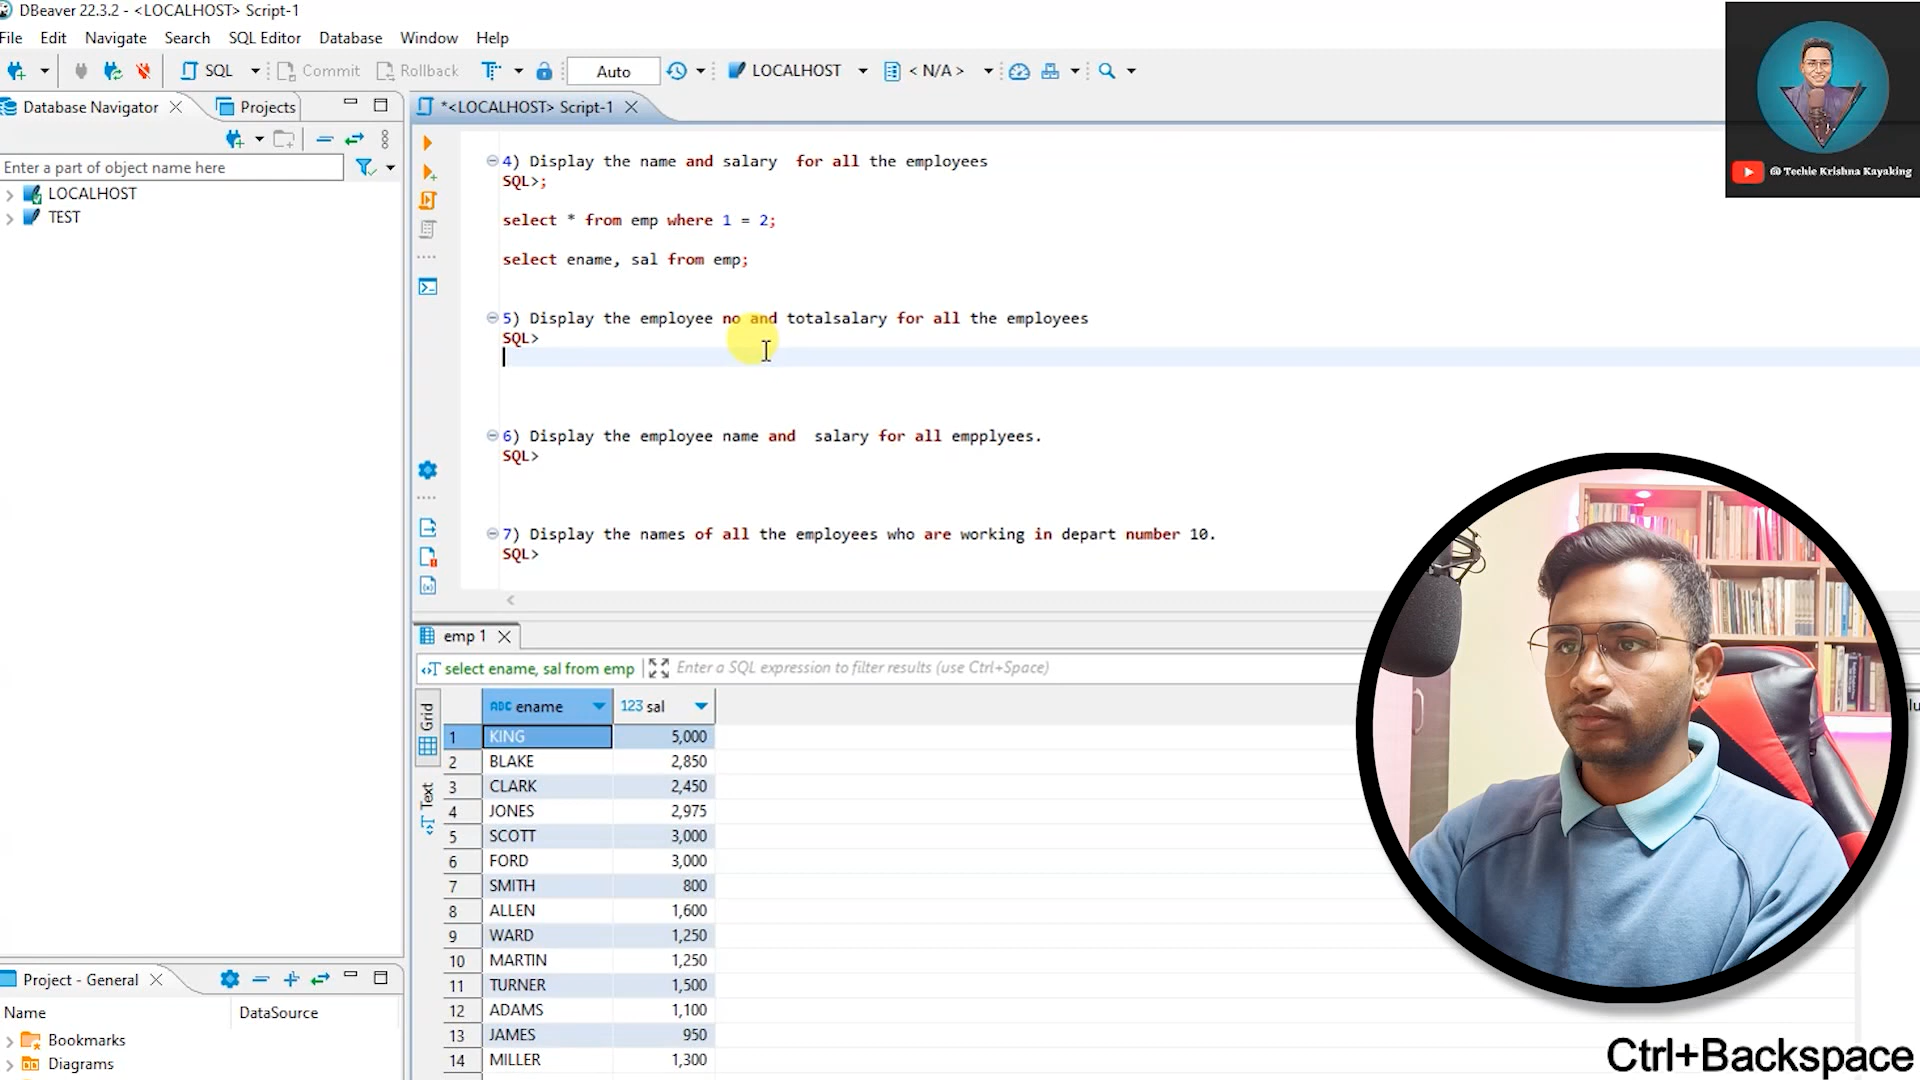 DBeaver 22.3.2 - <LOCALHOST> Script-1
File Edit Navigate Search SQL Editor Database Window Help
SQL Commit Rollback Auto LOCALHOST < N/A >
Database Navigator Projects
*<LOCALHOST> Script-1
Enter a part of object name here
LOCALHOST
TEST
@ Techie Krishna Kayaking
4) Display the name and salary  for all the employees
SQL>;
select * from emp where 1 = 2;
select ename, sal from emp;
5) Display the employee no and totalsalary for all the employees
SQL>
6) Display the employee name and  salary for all empplyees.
SQL>
7) Display the names of all the employees who are working in depart number 10.
SQL>
emp 1
select ename, sal from emp Enter a SQL expression to filter results (use Ctrl+Space)
Grid
Text
ABC ename 123 sal
1 KING 5,000
2 BLAKE 2,850
3 CLARK 2,450
4 JONES 2,975
5 SCOTT 3,000
6 FORD 3,000
7 SMITH 800
8 ALLEN 1,600
9 WARD 1,250
10 MARTIN 1,250
11 TURNER 1,500
12 ADAMS 1,100
13 JAMES 950
14 MILLER 1,300
Project - General
Name DataSource
Bookmarks
Diagrams
Ctrl+Backspace